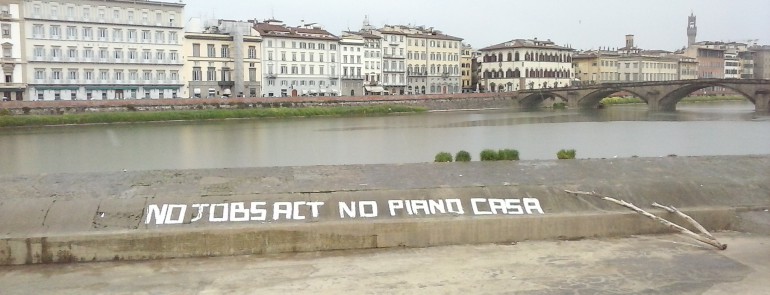 NO JOBS ACT NO PIANO CASA